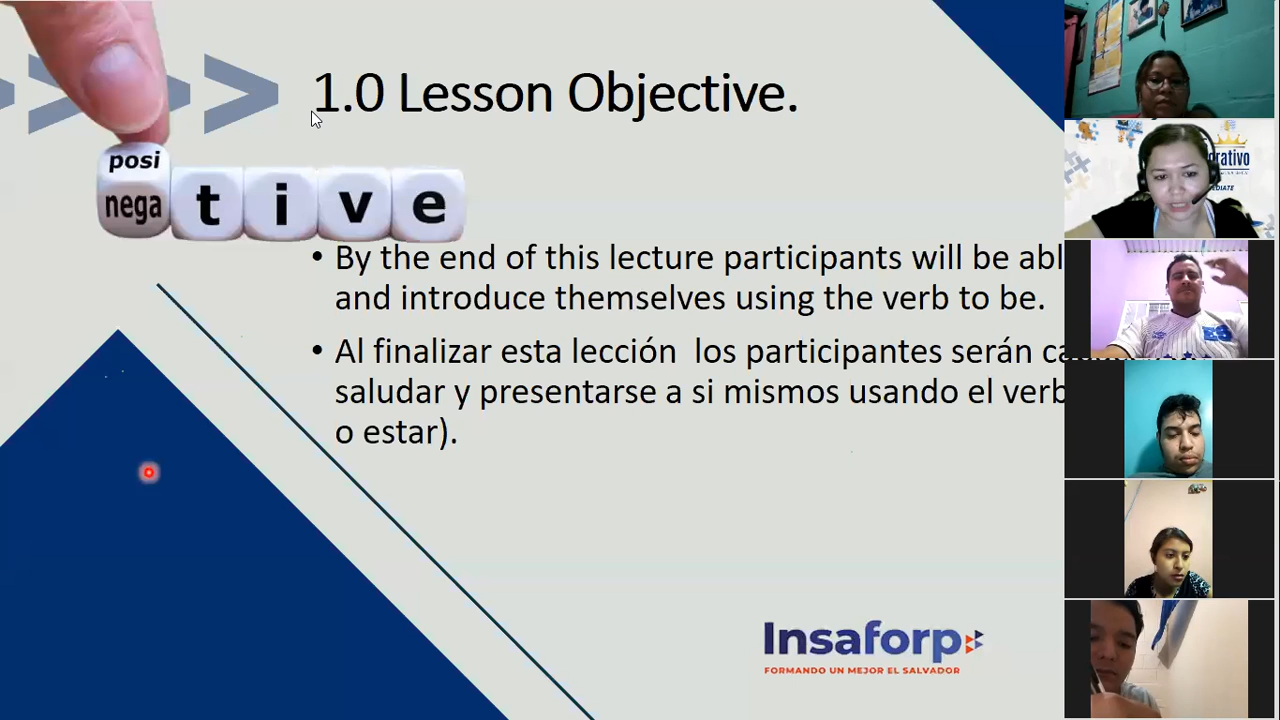 1.0 Lesson Objective.
posi
nega t i v e
• By the end of this lecture participants will be abl
and introduce themselves using the verb to be.
• Al finalizar esta lección los participantes serán ca
saludar y presentarse a si mismos usando el verb
o estar).
Insaforp
FORMANDO UN MEJOR EL SALVADOR
rativo
EDIATE